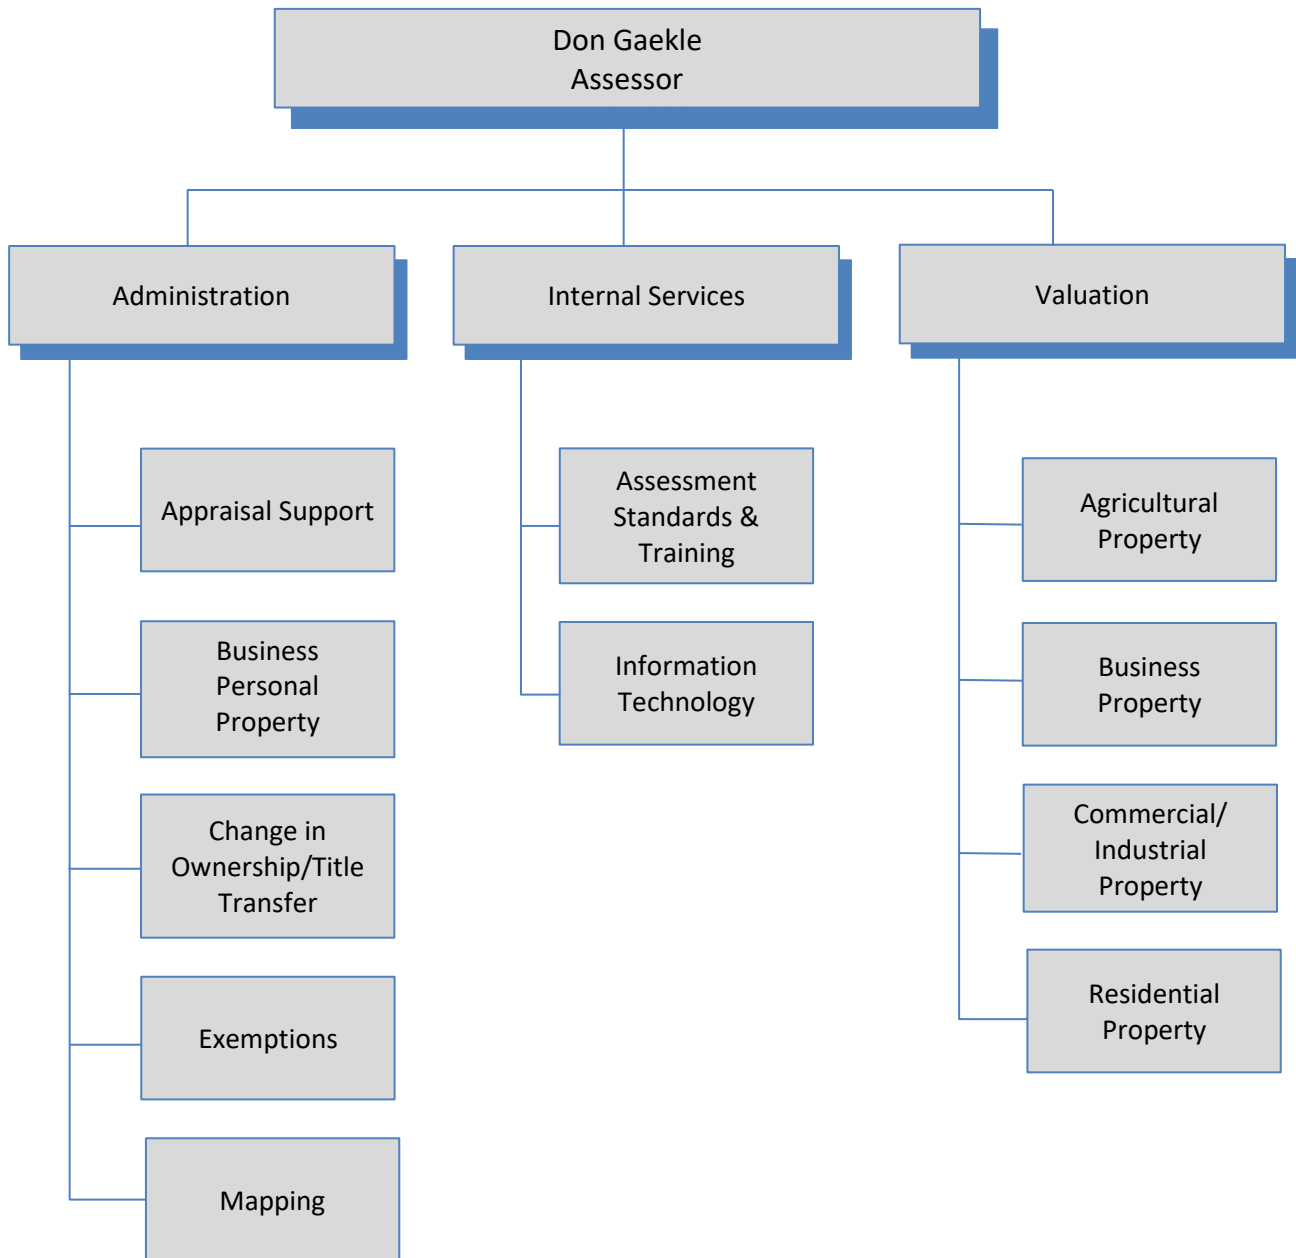 Don Gaekle
Assessor
Administration
Internal Services
Valuation
Appraisal Support
Business
Personal
Property
Change in
Ownership/Title
Transfer
Exemptions
Mapping
Assessment
Standards &
Training
Information
Technology
Agricultural
Property
Business
Property
Commercial/
Industrial
Property
Residential
Property